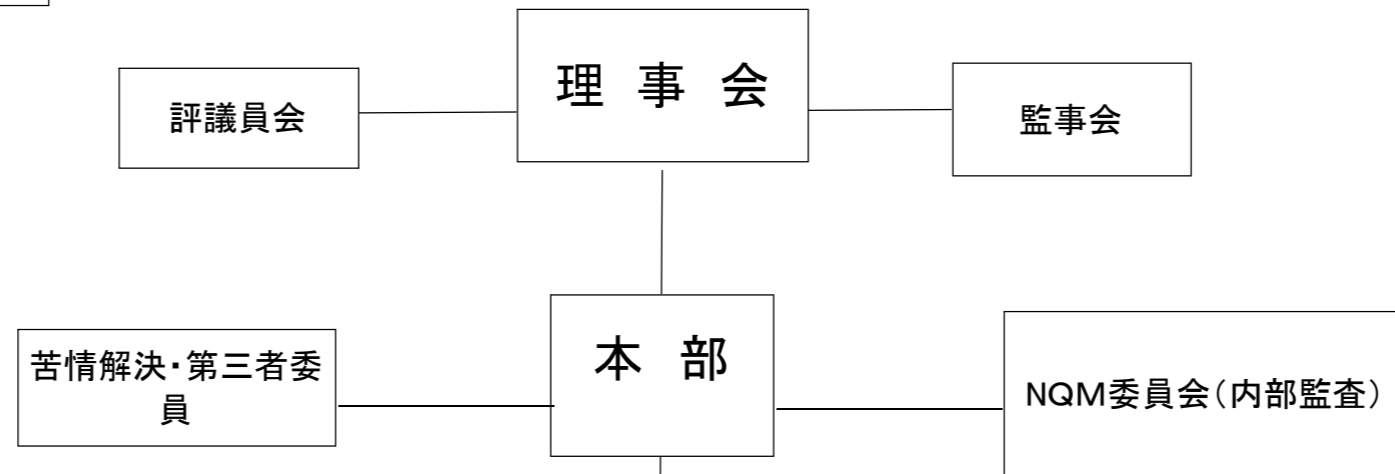 理 事 会
評議員会
監事会
本 部
苦情解決・第三者委
員
NQM委員会(内部監査)